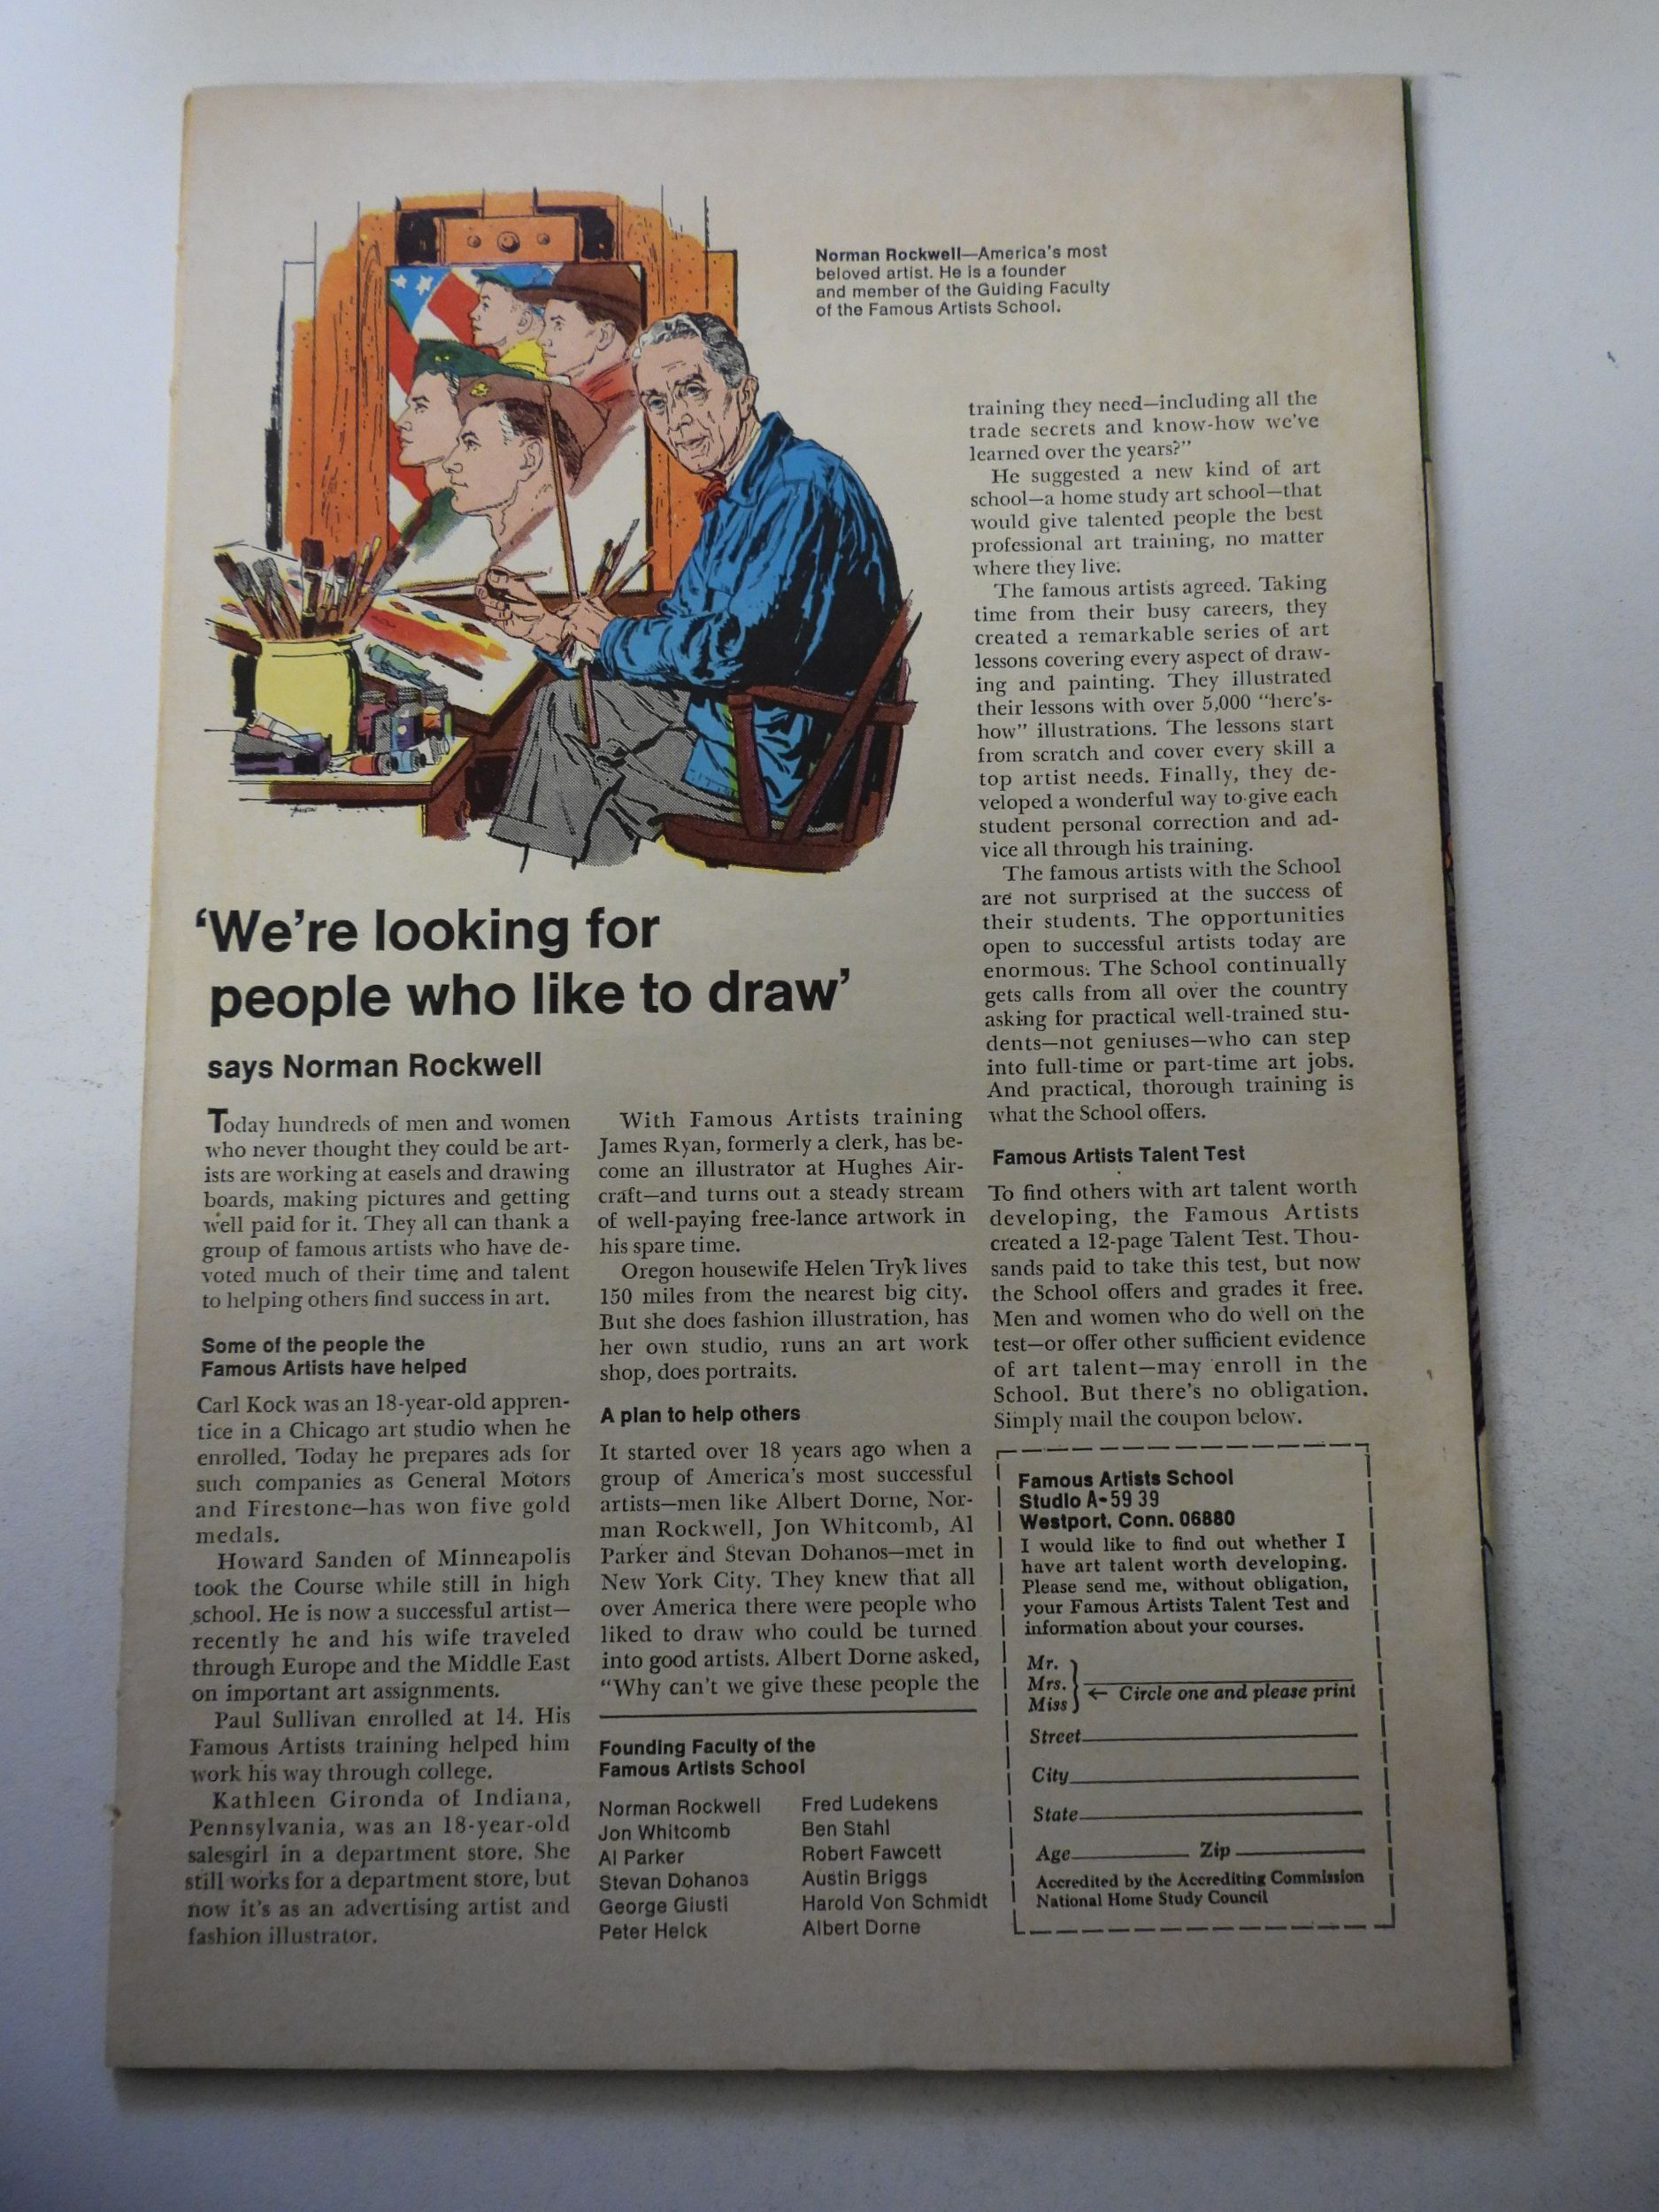 Norman Rockwell—America's most
beloved artist. He is a founder
and member of the Guiding Faculty
of the Famous Artists School.
‘We're looking for
people who like to draw’
says Norman Rockwell
Today hundreds of men and women
who never thought they could be art-
ists are working at easels and drawing
boards, making pictures and getting
well paid for it. They all can thank a
group of famous artists who have de-
voted much of their time and talent
to helping others find success in art.
Some of the people the
Famous Artists have helped
Carl Kock was an 18-year-old appren-
tice in a Chicago art studio when he
enrolled. Today he prepares ads for
such companies as General Motors
and Firestone—has won five gold
medals.
Howard Sanden of Minneapolis
took the Course while still in high
school. He is now a successful artist—
recently he and his wife traveled
through Europe and the Middle East
on important art assignments.
Paul Sullivan enrolled at 14. His
Famous Artists training helped him
work his way through college.
Kathleen Gironda of Indiana,
Pennsylvania, was an 18-year-old
salesgirl in a department store. She
still works for a department store, but
now it's as an advertising artist and
fashion illustrator.
With Famous Artists training
James Ryan, formerly a clerk, has be-
come an illustrator at Hughes Air-
craft—and turns out a steady stream
of well-paying free-lance artwork in
his spare time.
Oregon housewife Helen Tryk lives
150 miles from the nearest big city.
But she does fashion illustration, has
her own studio, runs an art work
shop, does portraits.
A plan to help others
It started over 18 years ago when a
group of America's most successful
artists—men like Albert Dorne, Nor-
man Rockwell, Jon Whitcomb, Al
Parker and Stevan Dohanos—met in
New York City. They knew that all
over America there were people who
liked to draw who could be turned
into good artists. Albert Dorne asked,
“Why can't we give these people the
training they need—including all the
trade secrets and know-how we've
learned over the years?”
He suggested a new kind of art
school—a home study art school—that
would give talented people the best
professional art training, no matter
where they live.
The famous artists agreed. Taking
time from their busy careers, they
created a remarkable series of art
lessons covering every aspect of draw-
ing and painting. They illustrated
their lessons with over 5,000 “here's-
how” illustrations. The lessons start
from scratch and cover every skill a
top artist needs. Finally, they de-
veloped a wonderful way to give each
student personal correction and ad-
vice all through his training.
The famous artists with the School
are not surprised at the success of
their students. The opportunities
open to successful artists today are
enormous. The School continually
gets calls from all over the country
asking for practical well-trained stu-
dents—not geniuses—who can step
into full-time or part-time art jobs.
And practical, thorough training is
what the School offers.
Famous Artists Talent Test
To find others with art talent worth
developing, the Famous Artists
created a 12-page Talent Test. Thou-
sands paid to take this test, but now
the School offers and grades it free.
Men and women who do well on the
test—or offer other sufficient evidence
of art talent—may enroll in the
School. But there's no obligation.
Simply mail the coupon below.
Founding Faculty of the
Famous Artists School
Norman Rockwell
Jon Whitcomb
Al Parker
Stevan Dohanos
George Giusti
Peter Helck
Fred Ludekens
Ben Stahl
Robert Fawcett
Austin Briggs
Harold Von Schmidt
Albert Dorne
Famous Artists School
Studio A-59 39
Westport, Conn. 06880
I would like to find out whether I
have art talent worth developing.
Please send me, without obligation,
your Famous Artists Talent Test and
information about your courses.
Mr.
Mrs.
Miss
← Circle one and please print
Street
City
State
Age Zip
Accredited by the Accrediting Commission
National Home Study Council